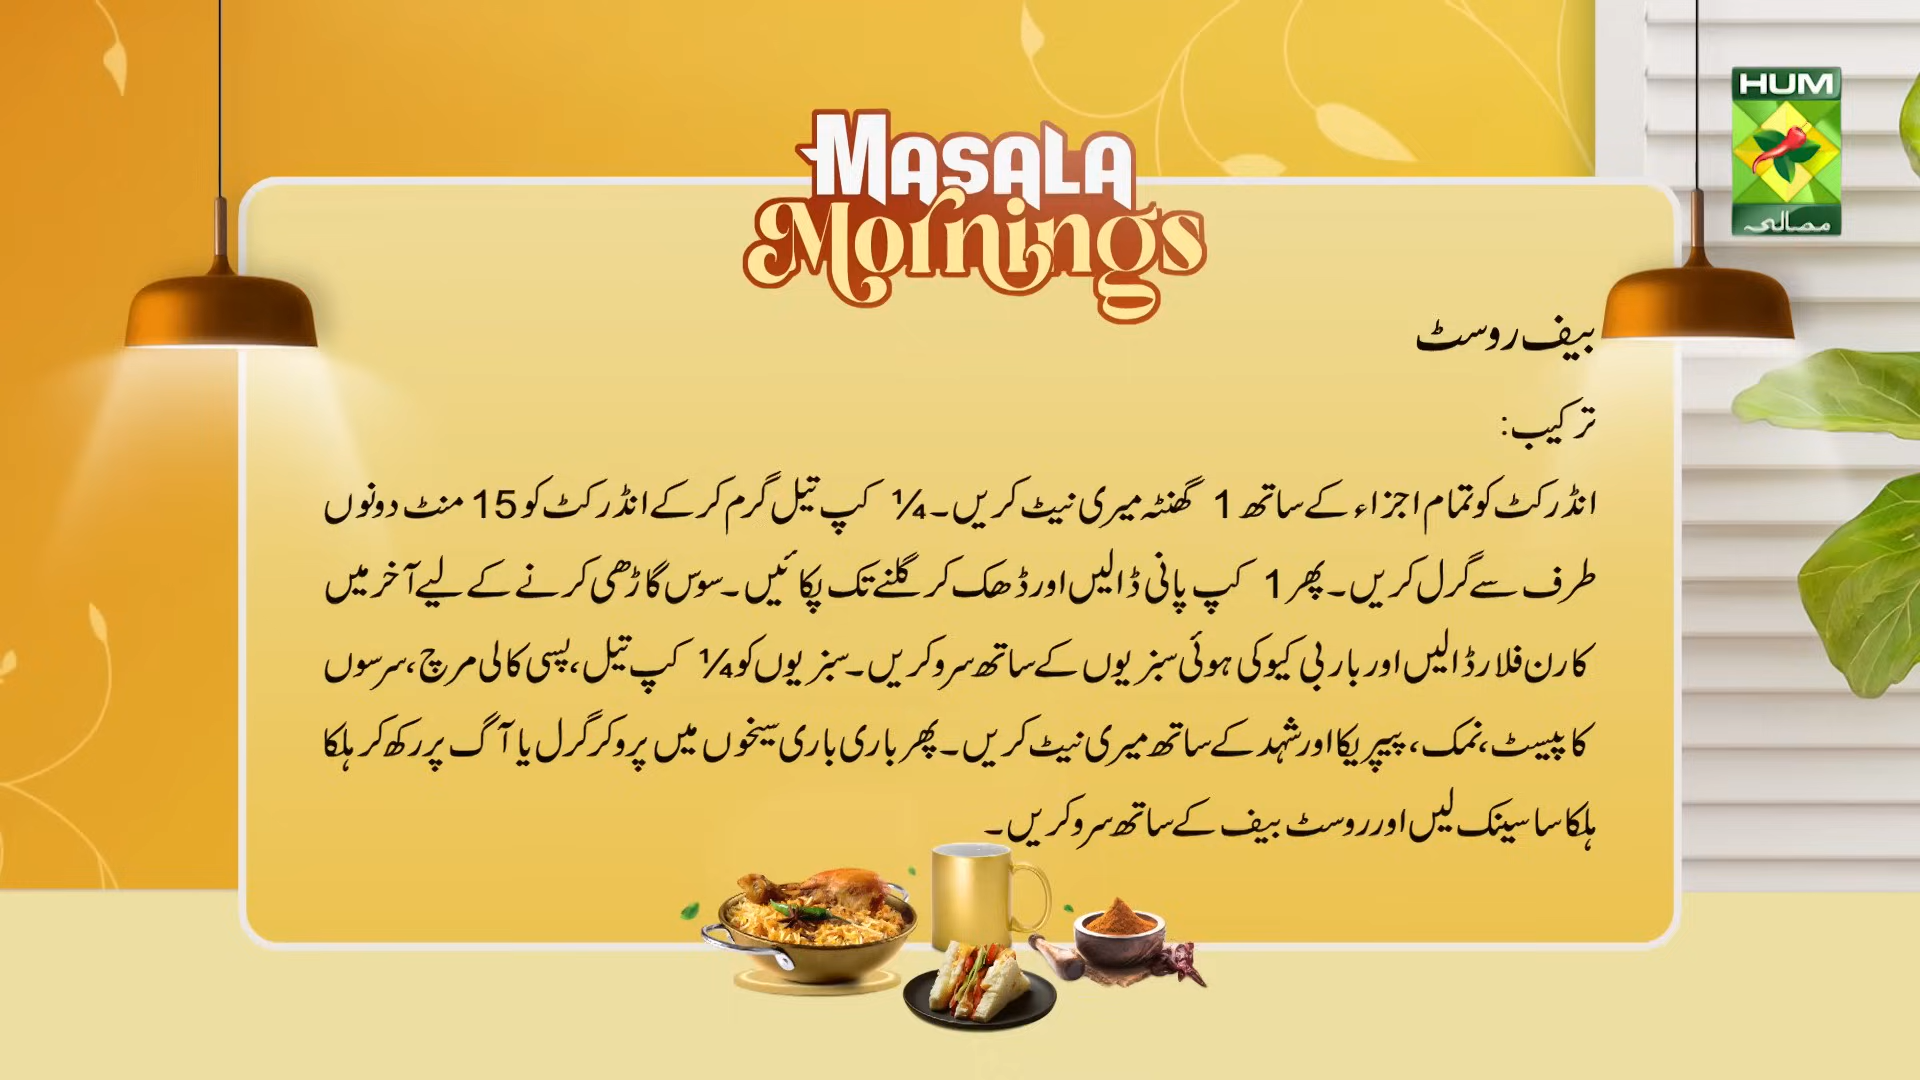 HUM
مصالحہ
MASALA
Mornings
بیف روسٹ
ترکیب:
انڈرکٹ کو تمام اجزاء کے ساتھ 1 گھنٹہ میری نیٹ کریں۔ ¼ کپ تیل گرم کر کے انڈرکٹ کو 15 منٹ دونوں
طرف سے گرل کریں۔ پھر 1 کپ پانی ڈالیں اور ڈھک کر گلنے تک پکائیں۔ سوس گاڑھی کرنے کے لیے آخر میں
کارن فلار ڈالیں اور باربی کیو کی ہوئی سبزیوں کے ساتھ سرو کریں۔ سبزیوں کو ¼ کپ تیل، پسی کالی مرچ، سرسوں
کا پیسٹ، نمک، پیپریکا اور شہد کے ساتھ میری نیٹ کریں۔ پھر باری باری سیخوں میں پرو کر گرل یا آگ پر رکھ کر ہلکا
ہلکا سا سینک لیں اور روسٹ بیف کے ساتھ سرو کریں۔